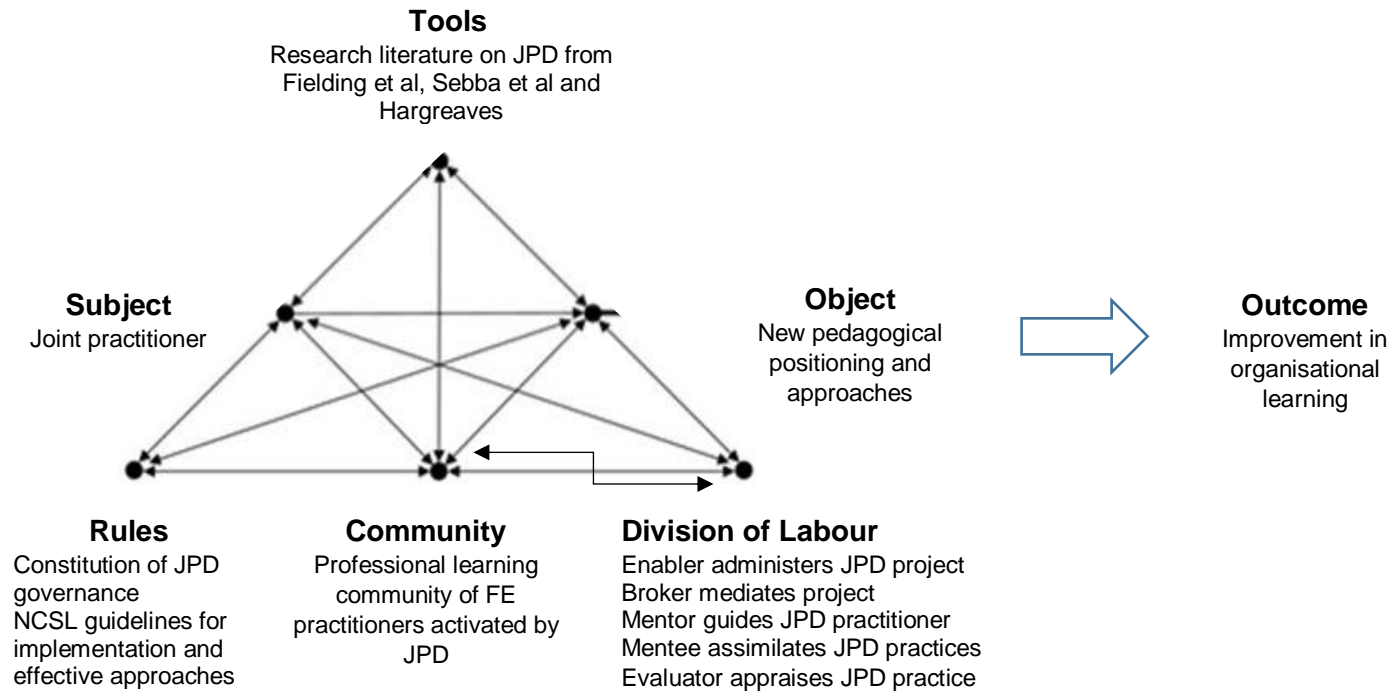 Tools
Research literature on JPD from
Fielding et al, Sebba et al and
Hargreaves
Subject
Joint practitioner
Object
New pedagogical
positioning and
approaches
Outcome
Improvement in
organisational
learning
Rules
Constitution of JPD
governance
NCSL guidelines for
implementation and
effective approaches
Community
Professional learning
community of FE
practitioners activated by
JPD
Division of Labour
Enabler administers JPD project
Broker mediates project
Mentor guides JPD practitioner
Mentee assimilates JPD practices
Evaluator appraises JPD practice